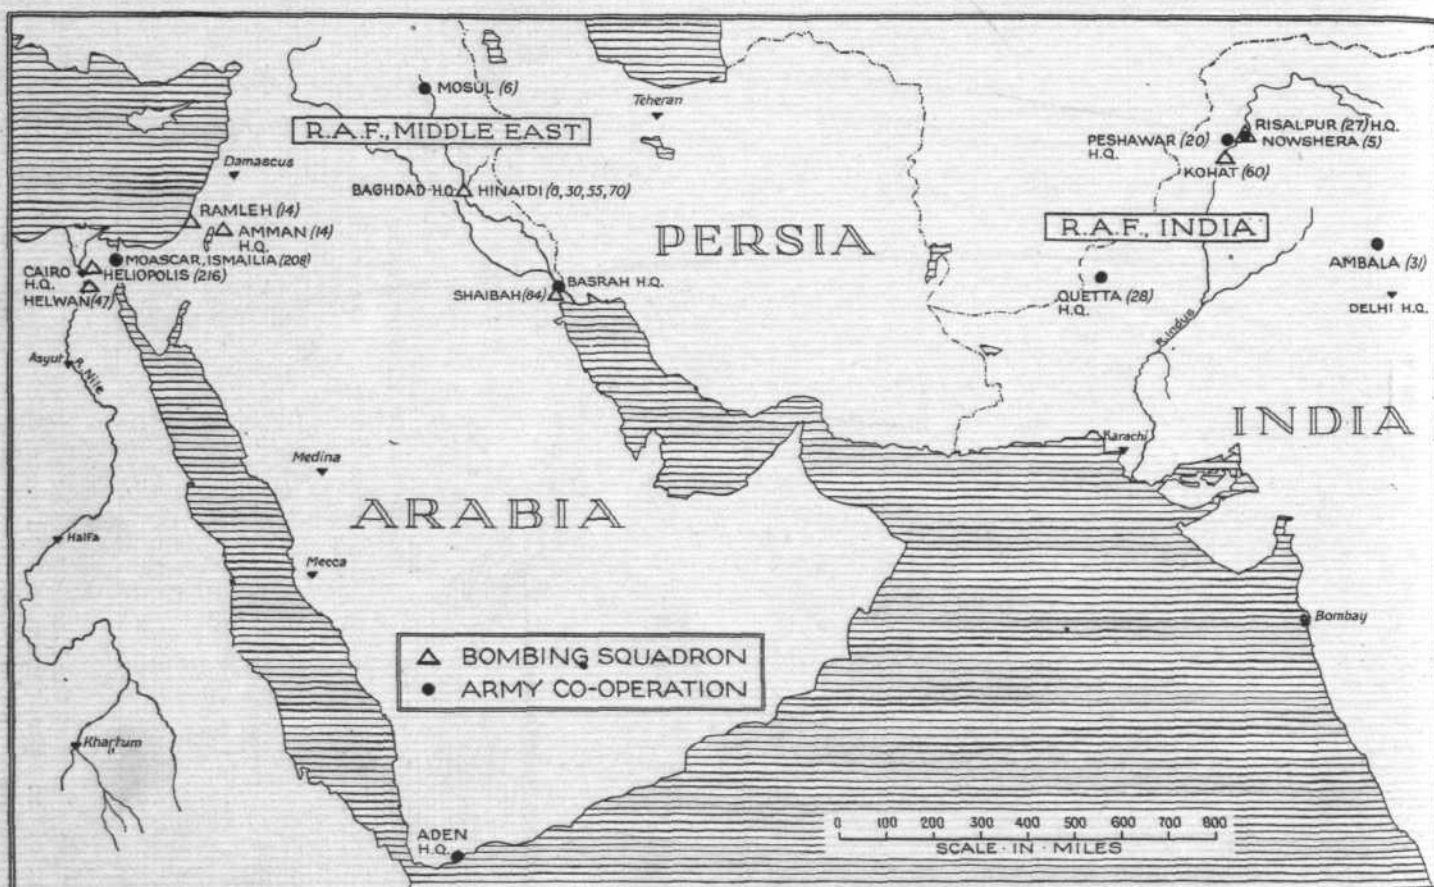 MOSUL (6)
R.A.F., MIDDLE EAST
Teheran
RISALPUR (27) H.Q.
PESHAWAR (20)
H.Q.
NOWSHERA (5)
KOHAT (60)
Damascus
BAGHDAD H.Q.
HINAIDI (8, 30, 55, 70)
RAMLEH (14)
AMMAN (14)
H.Q.
PERSIA
R.A.F., INDIA
MOASCAR, ISMAILIA (208)
CAIRO
H.Q.
HELIOPOLIS (216)
HELWAN (47)
AMBALA (31)
BASRAH H.Q.
SHAIBAH (84)
QUETTA (28)
H.Q.
DELHI H.Q.
R. Indus
Asyut
R. Nile
INDIA
Karachi
Medina
ARABIA
Halfa
Mecca
Bombay
BOMBING SQUADRON
ARMY CO-OPERATION
Khartum
ADEN
H.Q.
0 100 200 300 400 500 600 700 800
SCALE · IN · MILES